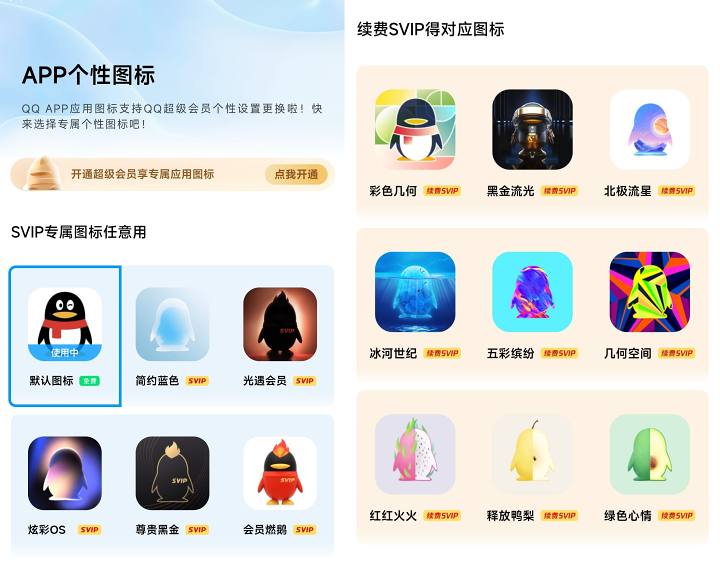 APP个性图标
QQ APP应用图标支持QQ超级会员个性设置更换啦！快
来选择专属个性图标吧！
开通超级会员享专属应用图标
点我开通
SVIP专属图标任意用
使用中
SVIP
默认图标 免费
简约蓝色 SVIP
光遇会员 SVIP
SVIP
SVIP
炫彩OS SVIP
尊贵黑金 SVIP
会员燃鹅 SVIP
续费SVIP得对应图标
彩色几何 续费SVIP
黑金流光 续费SVIP
北极流星 续费SVIP
冰河世纪 续费SVIP
五彩缤纷 续费SVIP
几何空间 续费SVIP
红红火火 续费SVIP
释放鸭梨 续费SVIP
绿色心情 续费SVIP